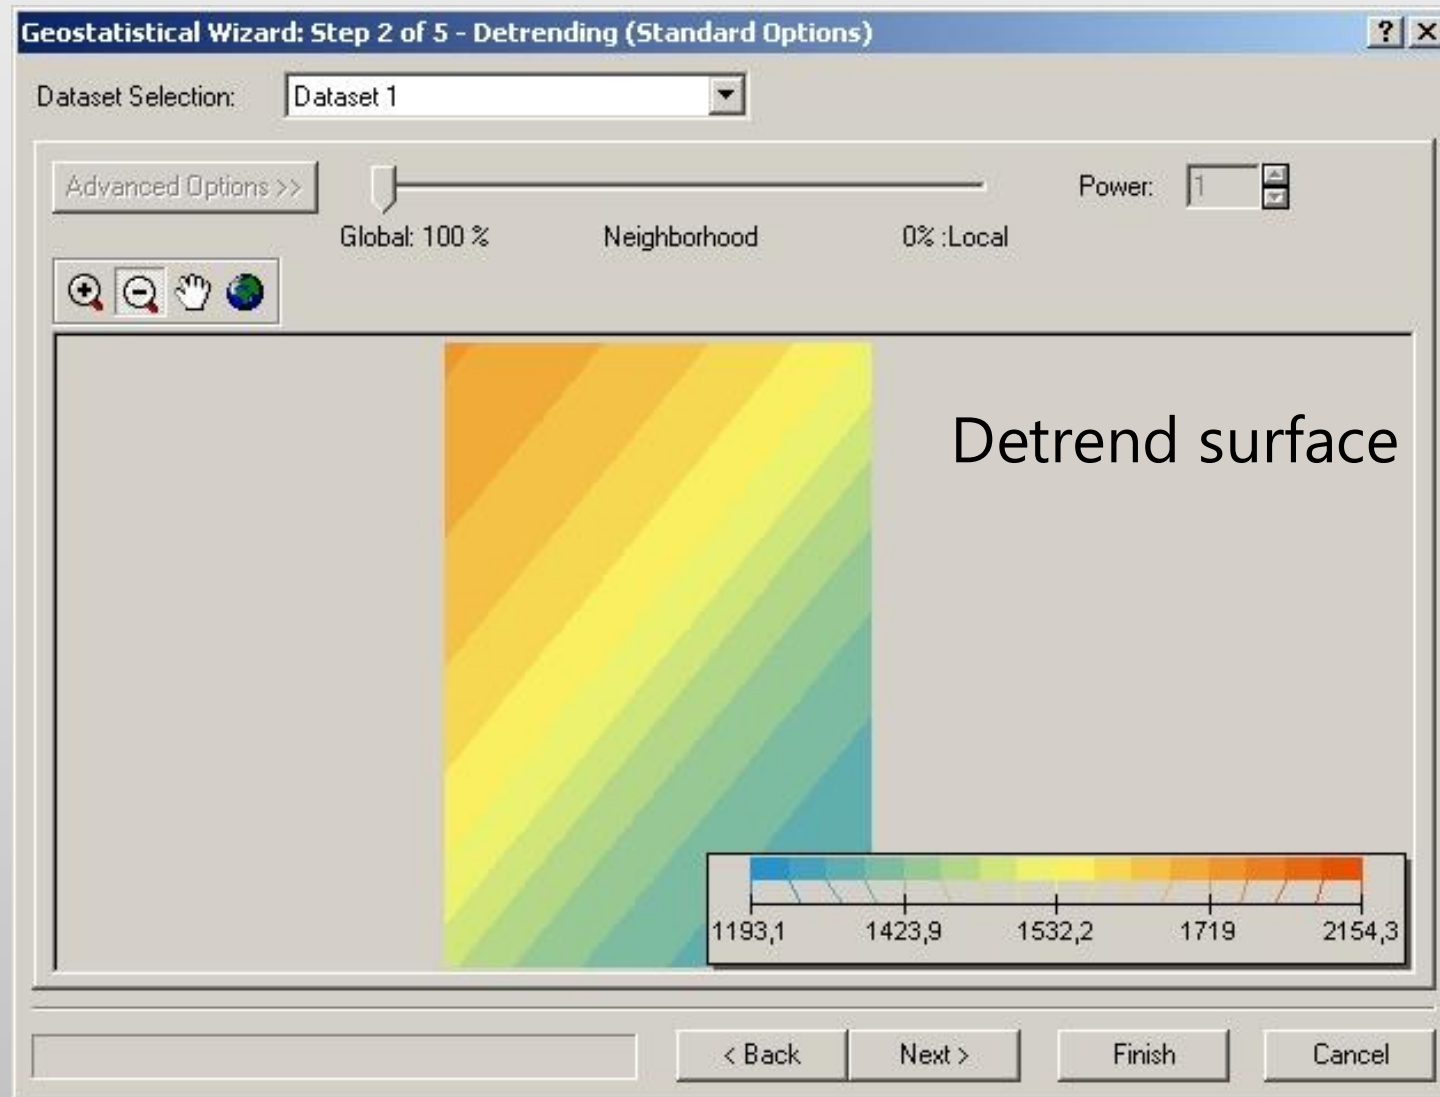 Geostatistical Wizard: Step 2 of 5 - Detrending (Standard Options)
Dataset Selection: Dataset 1
Advanced Options >> Power: 1
Global: 100 % Neighborhood 0% :Local
Detrend surface
1193,1 1423,9 1532,2 1719 2154,3
< Back Next > Finish Cancel